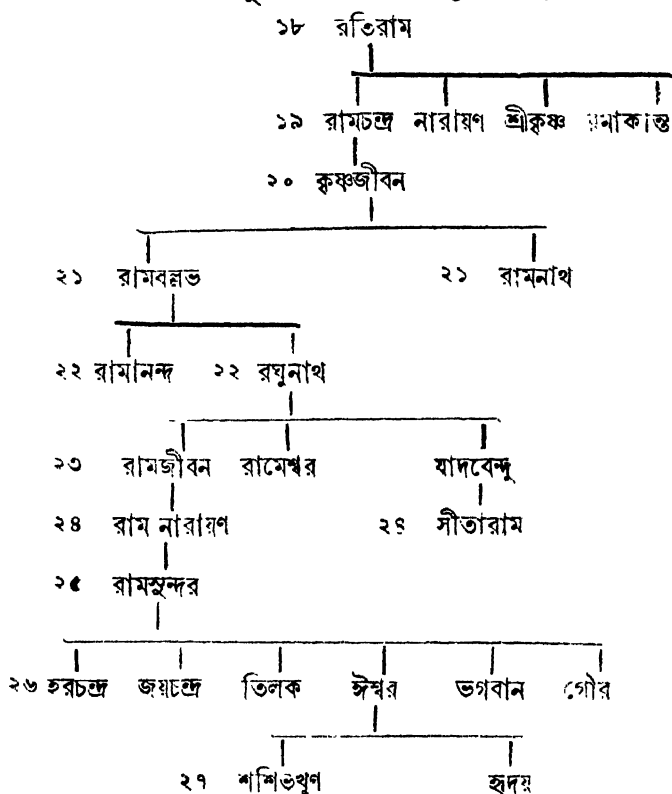 ১৮ রতিরাম
১৯ রামচন্দ্র নারায়ণ শ্রীকৃষ্ণ রমাকান্ত
২০ কৃষ্ণজীবন
২১ রামবল্লভ ২১ রামনাথ
২২ রামানন্দ ২২ রঘুনাথ
২৩ রামজীবন রামেশ্বর যাদবেন্দু
২৪ রাম নারায়ণ ২৪ সীতারাম
২৫ রামসুন্দর
২৬ হরচন্দ্র জয়চন্দ্র তিলক ঈশ্বর ভগবান গৌর
২৭ শশিভূষণ হৃদয়